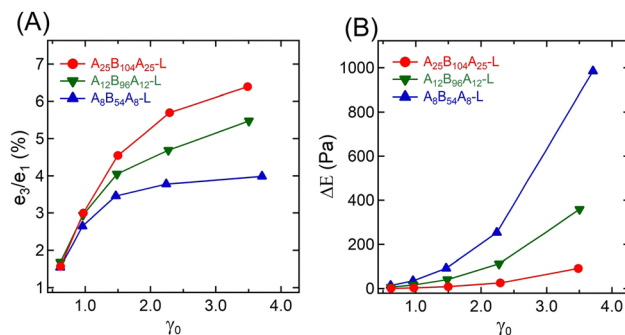 (A)
7
6
5
4
3
2
1
e₃/e₁ (%)
A₂₅B₁₀₄A₂₅-L
A₁₂B₉₆A₁₂-L
A₈B₅₄A₈-L
1.0 2.0 3.0 4.0
γ₀
(B)
1000
800
600
400
200
0
ΔE (Pa)
A₂₅B₁₀₄A₂₅-L
A₁₂B₉₆A₁₂-L
A₈B₅₄A₈-L
1.0 2.0 3.0 4.0
γ₀